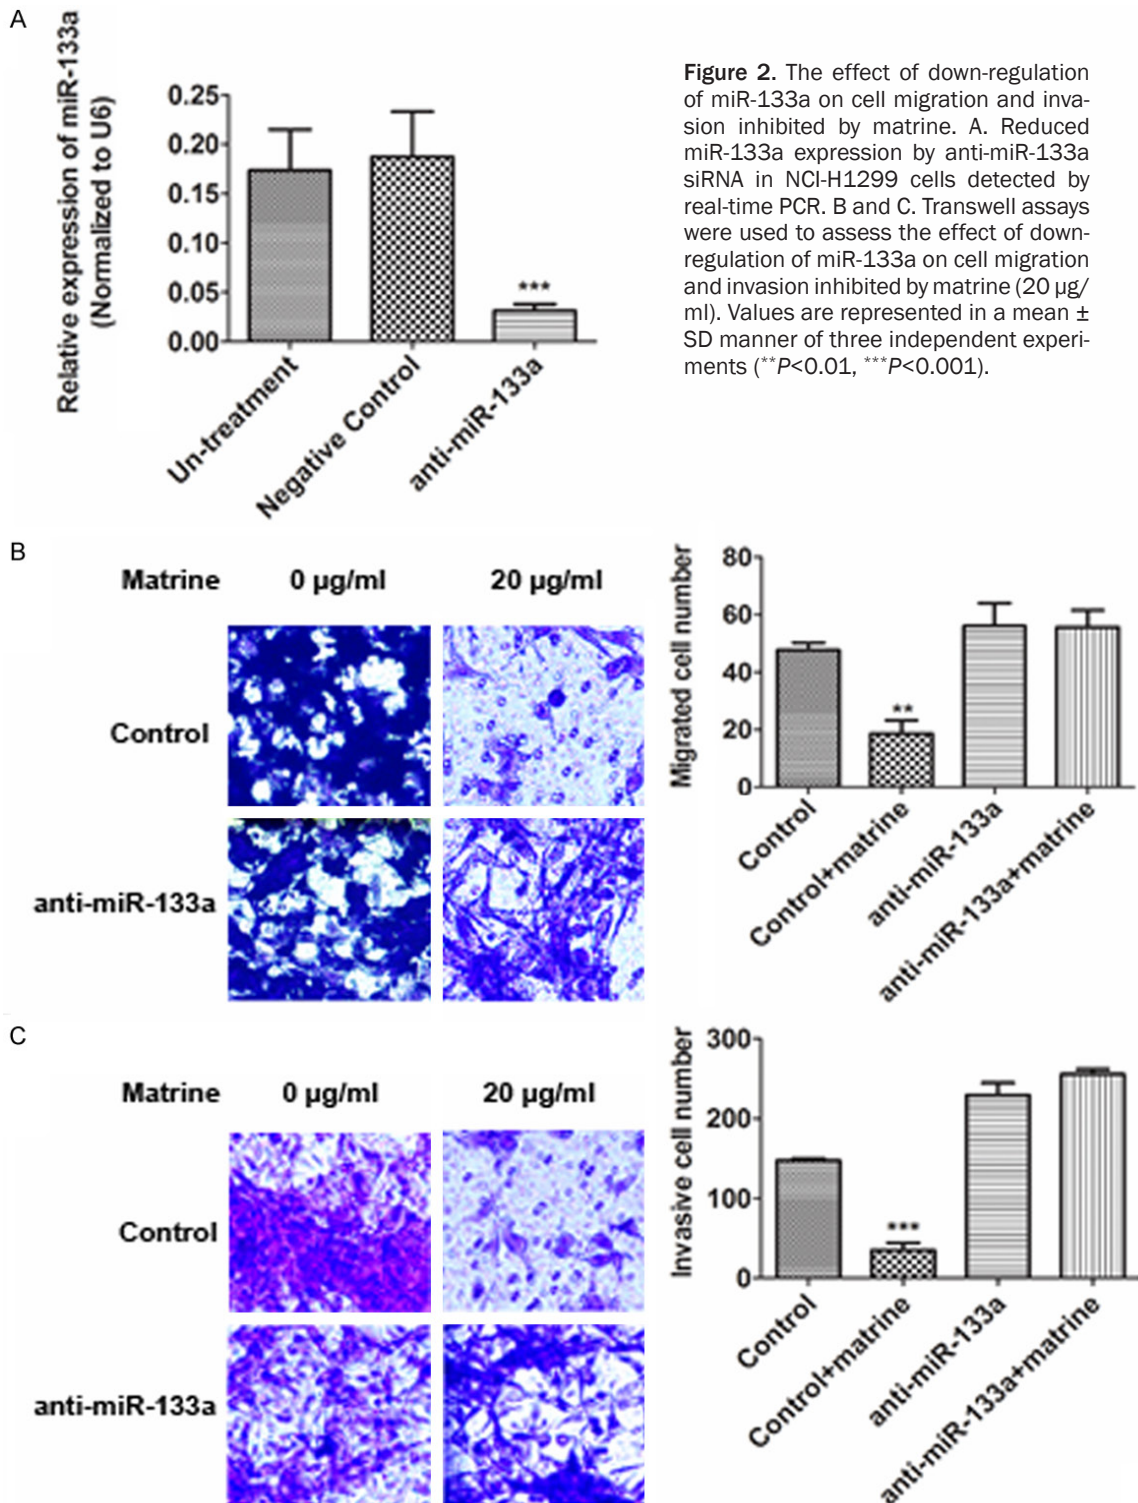 A
Relative expression of miR-133a
(Normalized to U6)
0.25
0.20
0.15
0.10
0.05
0.00
***
Un-treatment
Negative Control
anti-miR-133a
Figure 2. The effect of down-regulation
of miR-133a on cell migration and inva-
sion inhibited by matrine. A. Reduced
miR-133a expression by anti-miR-133a
siRNA in NCI-H1299 cells detected by
real-time PCR. B and C. Transwell assays
were used to assess the effect of down-
regulation of miR-133a on cell migration
and invasion inhibited by matrine (20 µg/
ml). Values are represented in a mean ±
SD manner of three independent experi-
ments (**P<0.01, ***P<0.001).
B
Matrine 0 µg/ml 20 µg/ml
Control
anti-miR-133a
Migrated cell number
80
60
40
20
0
**
Control
Control+matrine
anti-miR-133a
anti-miR-133a+matrine
C
Matrine 0 µg/ml 20 µg/ml
Control
anti-miR-133a
Invasive cell number
300
200
100
0
***
Control
Control+matrine
anti-miR-133a
anti-miR-133a+matrine